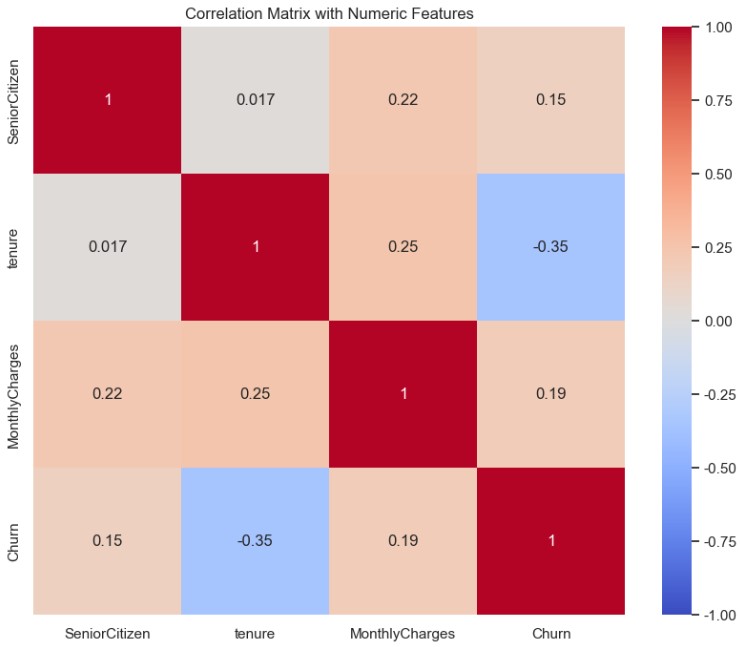 Correlation Matrix with Numeric Features
SeniorCitizen 1 0.017 0.22 0.15
tenure 0.017 1 0.25 -0.35
MonthlyCharges 0.22 0.25 1 0.19
Churn 0.15 -0.35 0.19 1
SeniorCitizen tenure MonthlyCharges Churn
1.00
0.75
0.50
0.25
0.00
-0.25
-0.50
-0.75
-1.00